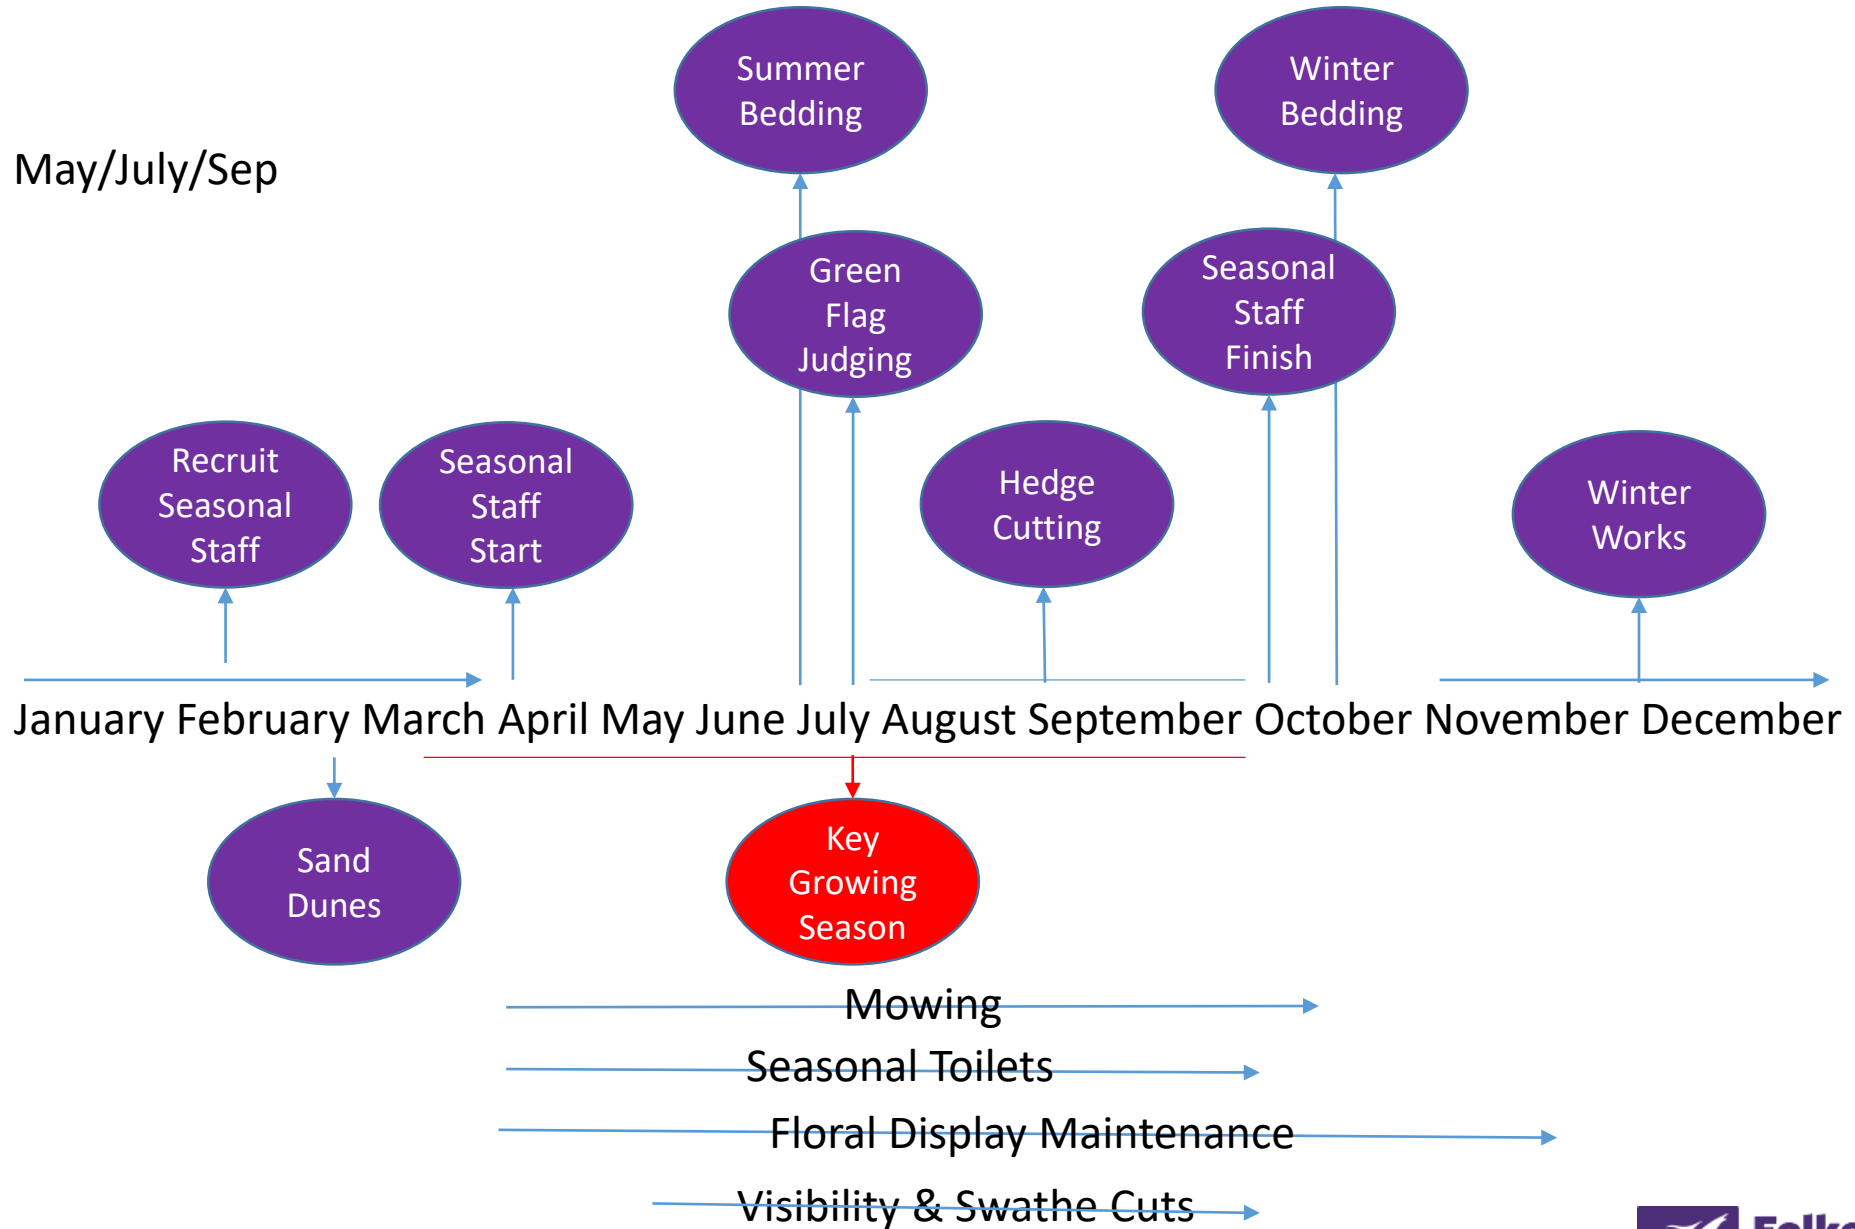 Summer
Bedding
Winter
Bedding
May/July/Sep
Green
Flag
Judging
Seasonal
Staff
Finish
Recruit
Seasonal
Staff
Seasonal
Staff
Start
Hedge
Cutting
Winter
Works
January February March April May June July August September October November December
Sand
Dunes
Key
Growing
Season
Mowing
Seasonal Toilets
Floral Display Maintenance
Visibility & Swathe Cuts